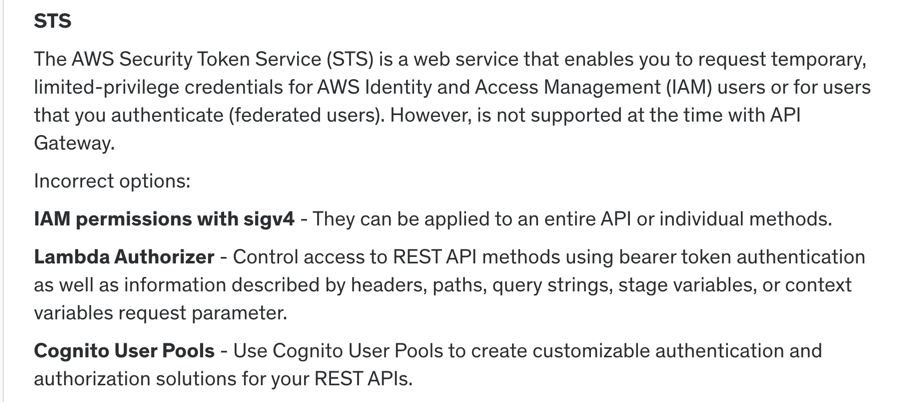 STS
The AWS Security Token Service (STS) is a web service that enables you to request temporary,
limited-privilege credentials for AWS Identity and Access Management (IAM) users or for users
that you authenticate (federated users). However, is not supported at the time with API
Gateway.
Incorrect options:
IAM permissions with sigv4 - They can be applied to an entire API or individual methods.
Lambda Authorizer - Control access to REST API methods using bearer token authentication
as well as information described by headers, paths, query strings, stage variables, or context
variables request parameter.
Cognito User Pools - Use Cognito User Pools to create customizable authentication and
authorization solutions for your REST APIs.